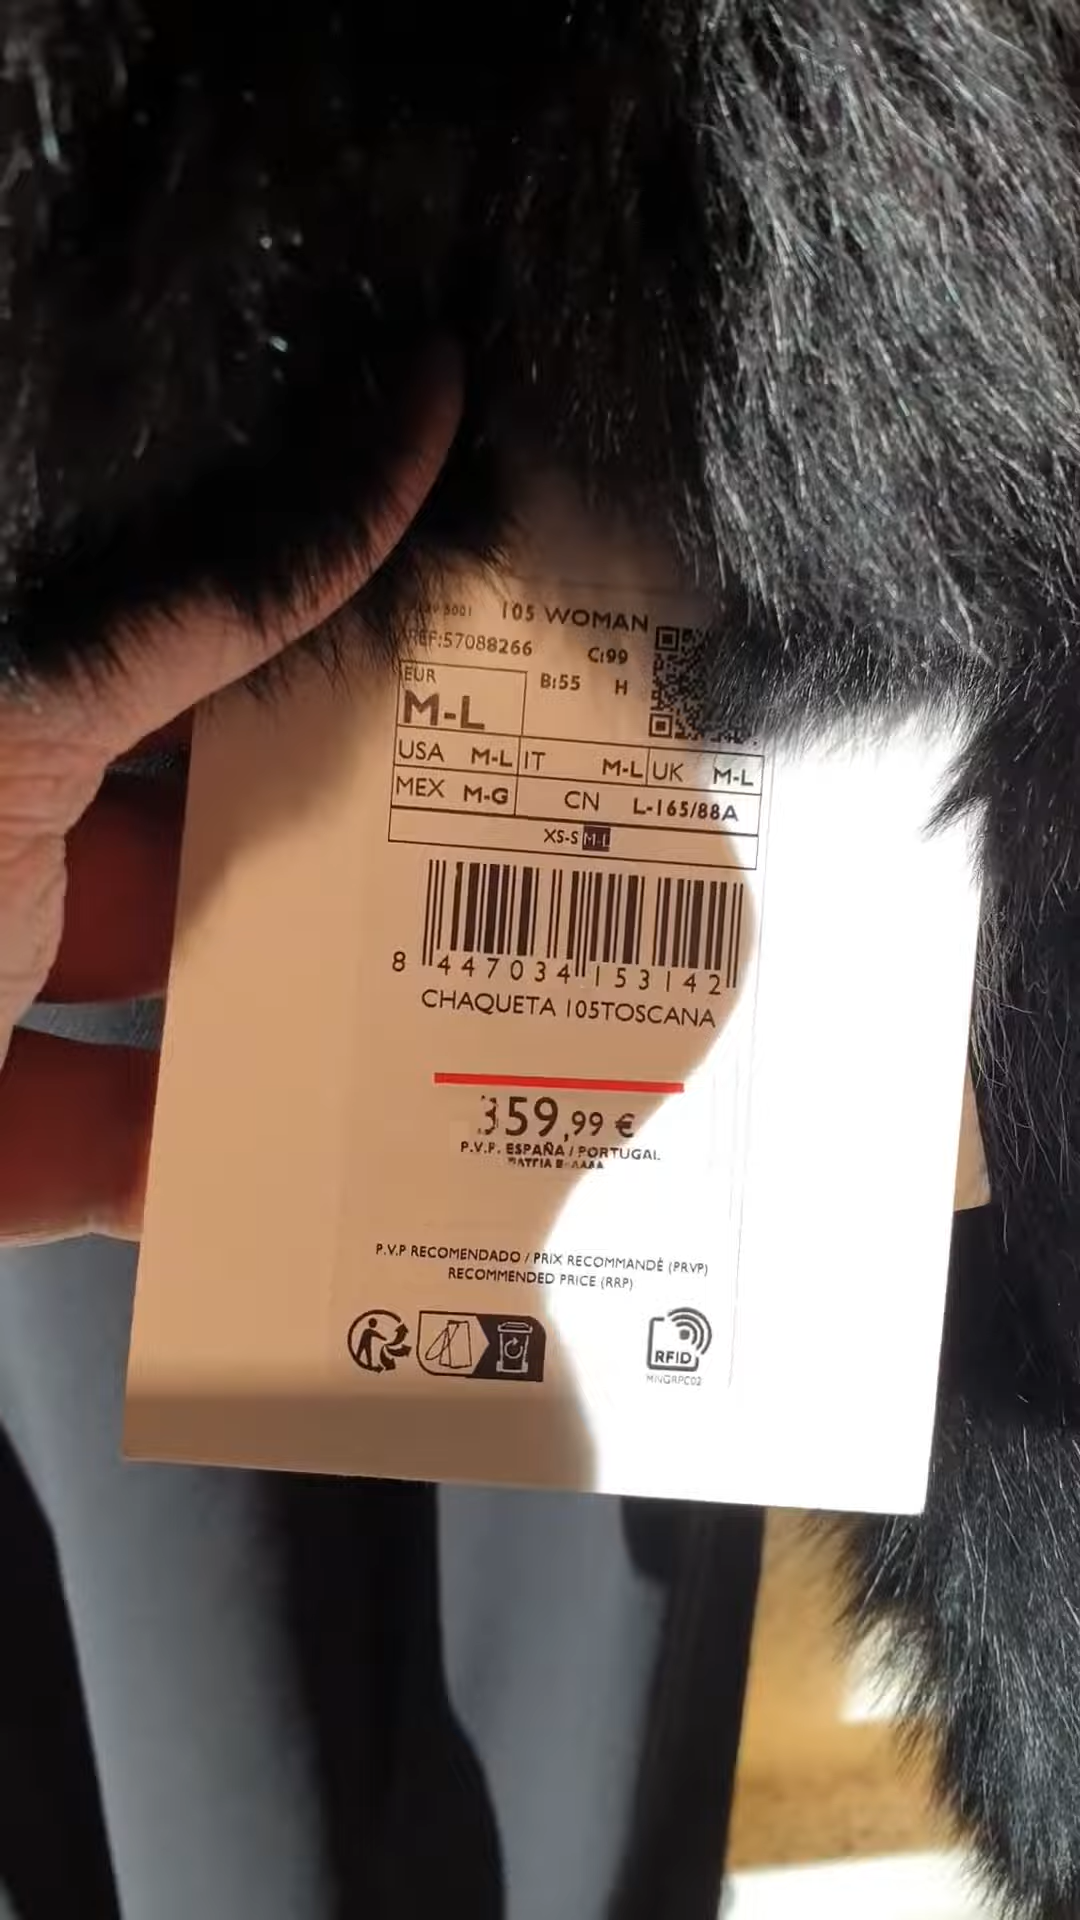 105 WOMAN
REF:57088266 C:99
EUR B:55 H
M-L
USA M-L IT M-L UK M-L
MEX M-G CN L-165/88A
XS-S M-L
8 447034 153142
CHAQUETA 105TOSCANA
359,99 €
P.V.P. ESPAÑA / PORTUGAL
P.V.P RECOMENDADO / PRIX RECOMMANDÉ (PRVP)
RECOMMENDED PRICE (RRP)
RFID
MNGRPC02